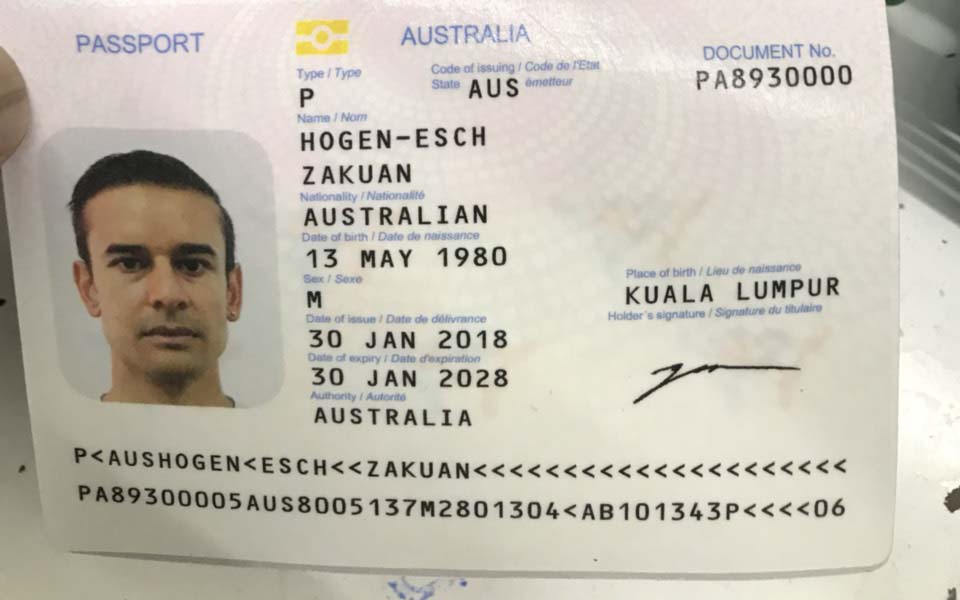 PASSPORT
AUSTRALIA
DOCUMENT No.
PA8930000
Type / Type
P
Code of issuing / Code de l'Etat
State AUS émetteur
Name / Nom
HOGEN-ESCH
ZAKUAN
Nationality / Nationalité
AUSTRALIAN
Date of birth / Date de naissance
13 MAY 1980
Sex / Sexe
M
Place of birth / Lieu de naissance
KUALA LUMPUR
Holder's signature / Signature du titulaire
Date of issue / Date de délivrance
30 JAN 2018
Date of expiry / Date d'expiration
30 JAN 2028
Authority / Autorité
AUSTRALIA
P<AUSHOGEN<ESCH<<ZAKUAN<<<<<<<<<<<<<<<<<<<<<
PA89300005AUS8005137M2801304<AB101343P<<<<06